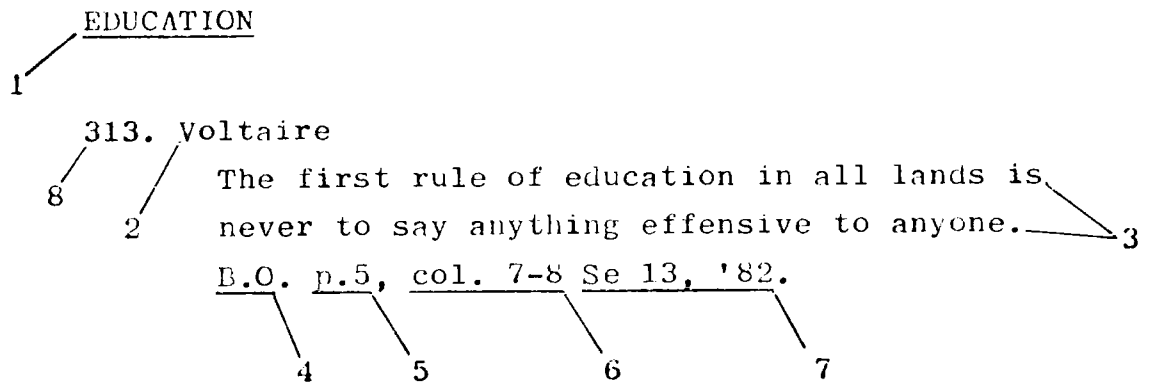 EDUCATION
1
313. Voltaire
8
The first rule of education in all lands is
2
never to say anything effensive to anyone.
3
B.O. p.5, col. 7-8 Se 13, '82.
4 5 6 7